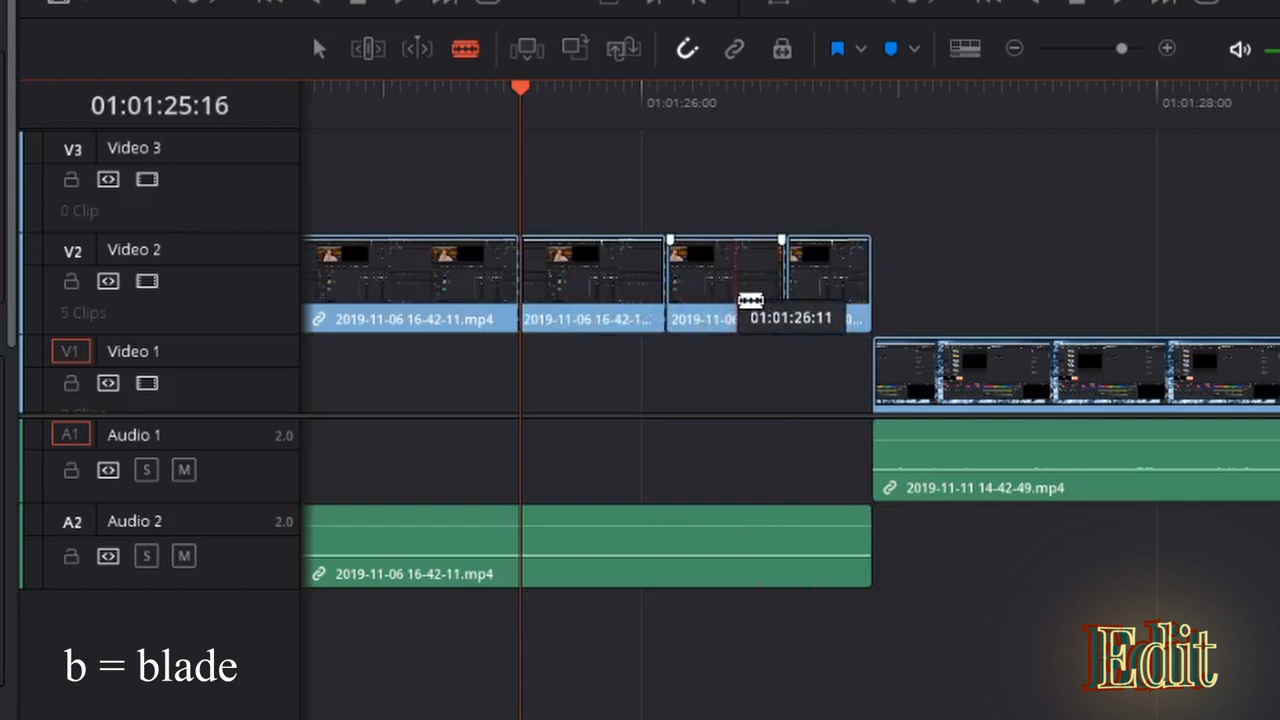 01:01:25:16
01:01:26:00
01:01:28:00
V3 Video 3
0 Clip
V2 Video 2
5 Clips
2019-11-06 16-42-11.mp4
2019-11-06 16-42-1...
2019-11-06
01:01:26:11
0...
V1 Video 1
A1 Audio 1 2.0
S M
2019-11-11 14-42-49.mp4
A2 Audio 2 2.0
S M
2019-11-06 16-42-11.mp4
b = blade
Edit